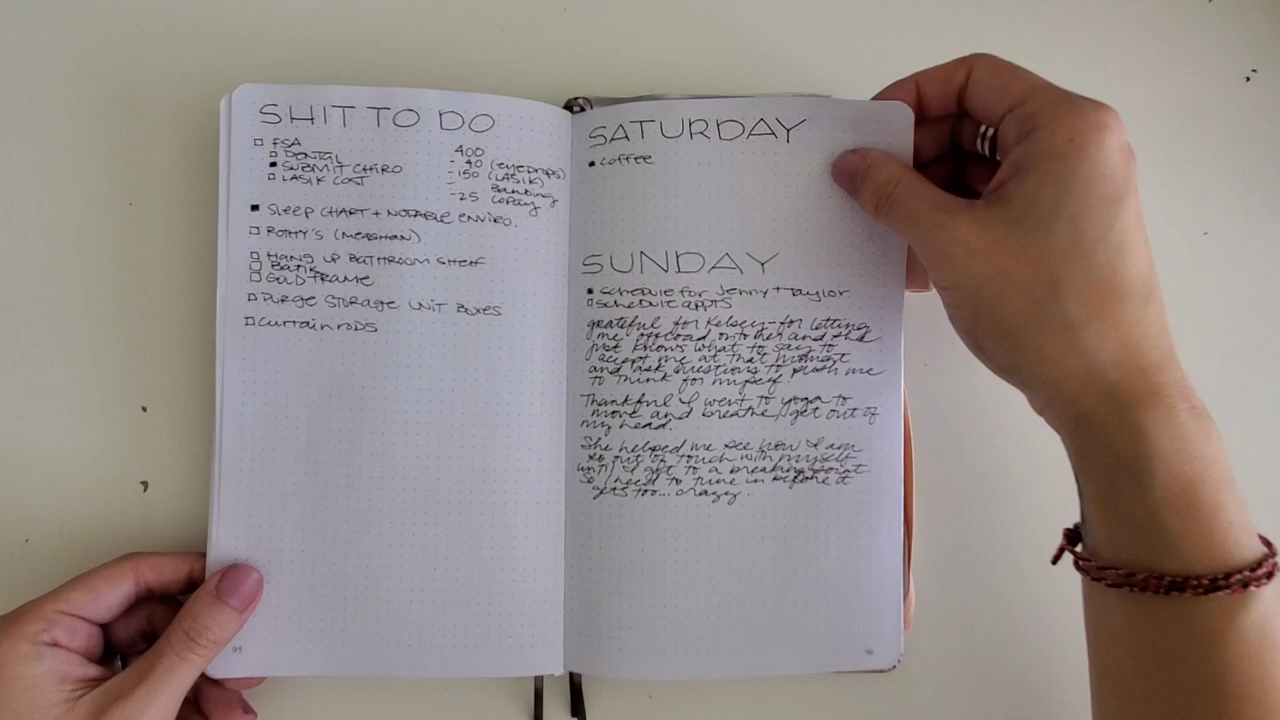 SHIT TO DO
□ FSA
□ DENTAL
■ SUBMIT CHIRO
□ LASIK COST
400
- 40 (eyedrops)
-150 (LASIK)
-
-25 copay
■ SLEEP CHART + NOTABLE ENVIRO.
□ ROTHY'S (MEGHAN)
□ HANG UP BATHROOM SHELF
□ BATIK
□ GOLD FRAME
□ PURGE STORAGE UNIT BOXES
□ curtain rods
95
SATURDAY
■ coffee
SUNDAY
■ schedule for Jenny + Taylor
□ schedule appts
grateful for Kelsey - for letting
me offload onto her and she
just knows what to say to
accept me at that moment
and ask questions to push me
to think for myself.
Thankful I went to yoga to
move and breathe, get out of
my head.
She helped me see how I am
so out of touch with myself
until I get to a breaking point
so I need to tune in before it
gets too... crazy.